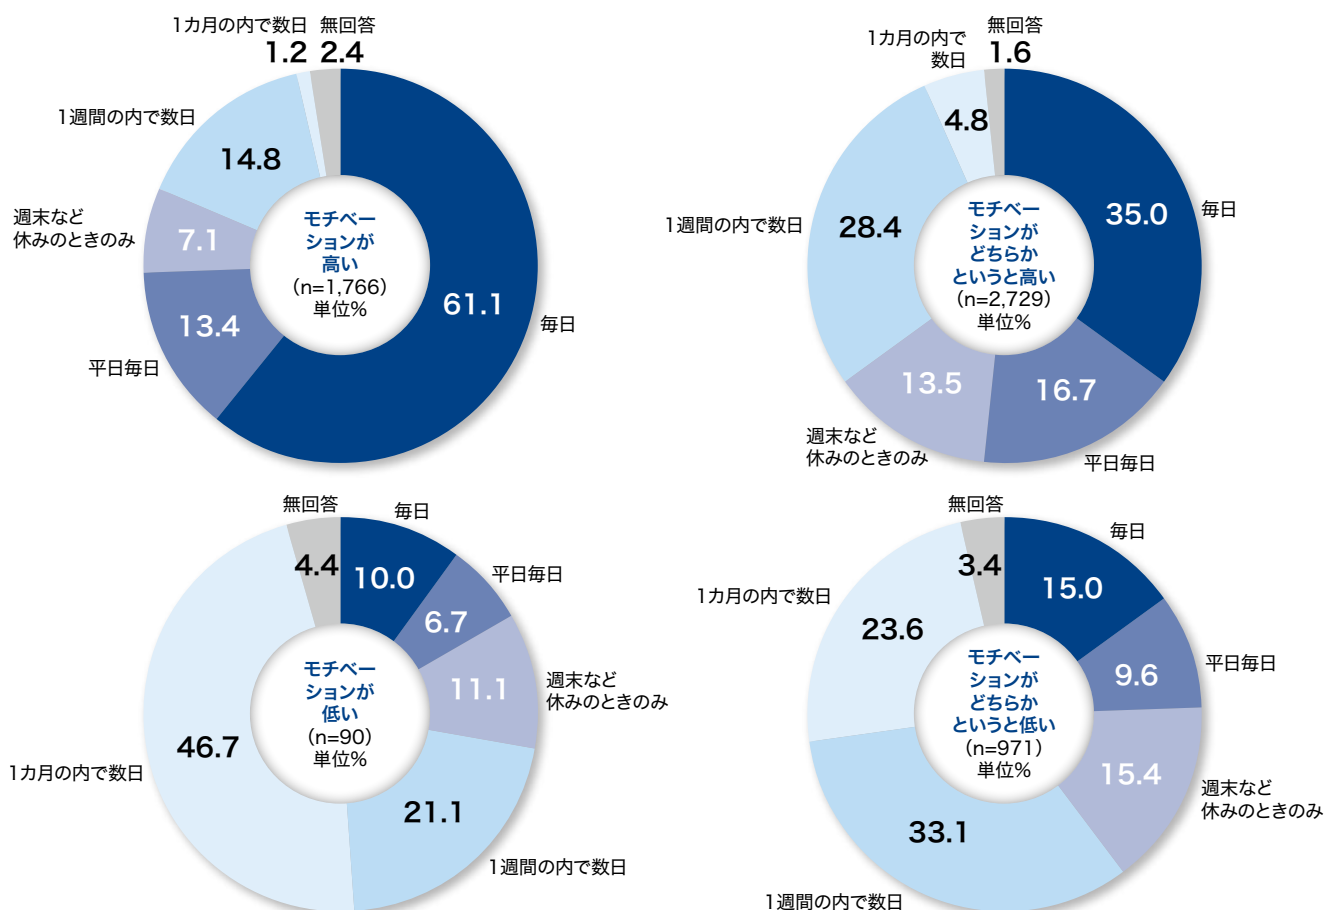 1カ月の内で数日
1.2
無回答
2.4
1週間の内で数日
14.8
週末など
休みのときのみ
7.1
平日毎日
13.4
毎日
61.1
モチベー
ションが
高い
(n=1,766)
単位%
1カ月の内で
数日
4.8
無回答
1.6
1週間の内で数日
28.4
毎日
35.0
週末など
休みのときのみ
13.5
平日毎日
16.7
モチベー
ションが
どちらか
というと高い
(n=2,729)
単位%
無回答
4.4
毎日
10.0
平日毎日
6.7
週末など
休みのときのみ
11.1
1週間の内で数日
21.1
1カ月の内で数日
46.7
モチベー
ションが
低い
(n=90)
単位%
無回答
3.4
毎日
15.0
平日毎日
9.6
週末など
休みのときのみ
15.4
1週間の内で数日
33.1
1カ月の内で数日
23.6
モチベー
ションが
どちらか
というと低い
(n=971)
単位%